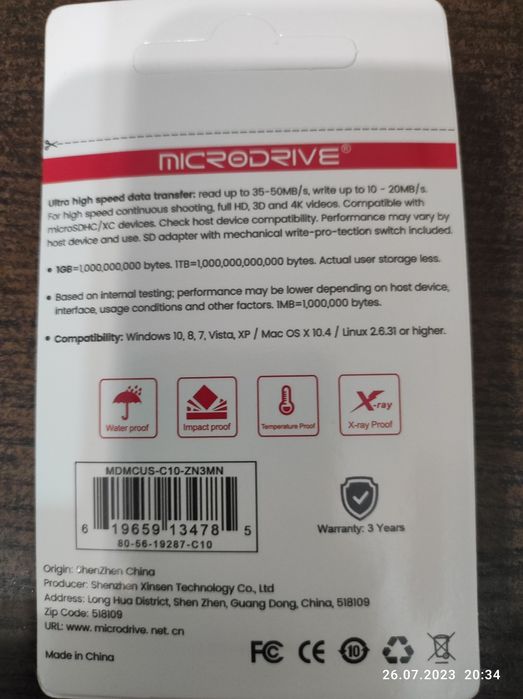 MICRODRIVE®
Ultra high speed data transfer: read up to 35-50MB/s, write up to 10 - 20MB/s.
For high speed continuous shooting, full HD, 3D and 4K videos. Compatible with
microSDHC/XC devices. Check host device compatibility. Performance may vary by
host device and use. SD adapter with mechanical write-pro-tection switch included.
• 1GB=1,000,000,000 bytes. 1TB=1,000,000,000,000 bytes. Actual user storage less.
• Based on internal testing; performance may be lower depending on host device,
interface, usage conditions and other factors. 1MB=1,000,000 bytes.
• Compatibility: Windows 10, 8, 7, Vista, XP / Mac OS X 10.4 / Linux 2.6.31 or higher.
X-ray
Water proof
Impact proof
Temperature Proof
X-ray Proof
MDMCUS-C10-ZN3MN
6 19659 13478 5
80-56-19287-C10
Warranty: 3 Years
Origin: ShenZhen China
Producer: Shenzhen Xinsen Technology Co., Ltd
Address: Long Hua District, Shen Zhen, Guang Dong, China, 518109
Zip Code: 518109
URL: www. microdrive. net. cn
Made in China
FC CE 10
26.07.2023 20:34